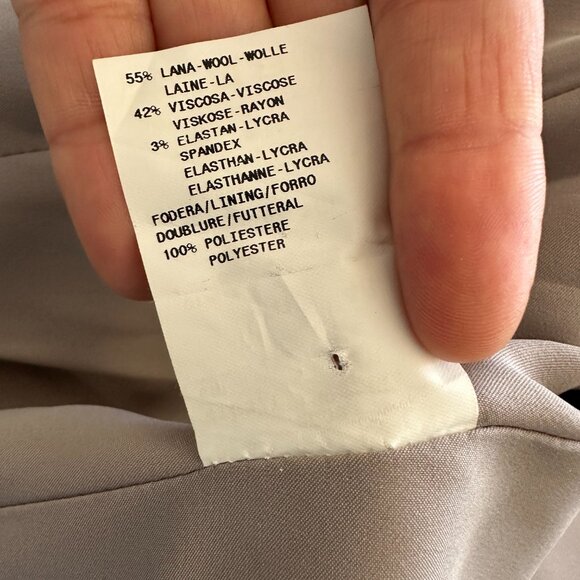 55% LANA-WOOL-WOLLE
LAINE-LA
42% VISCOSA-VISCOSE
VISKOSE-RAYON
3% ELASTAN-LYCRA
SPANDEX
ELASTHAN-LYCRA
ELASTHANNE-LYCRA
FODERA/LINING/FORRO
DOUBLURE/FUTTERAL
100% POLIESTERE
POLYESTER